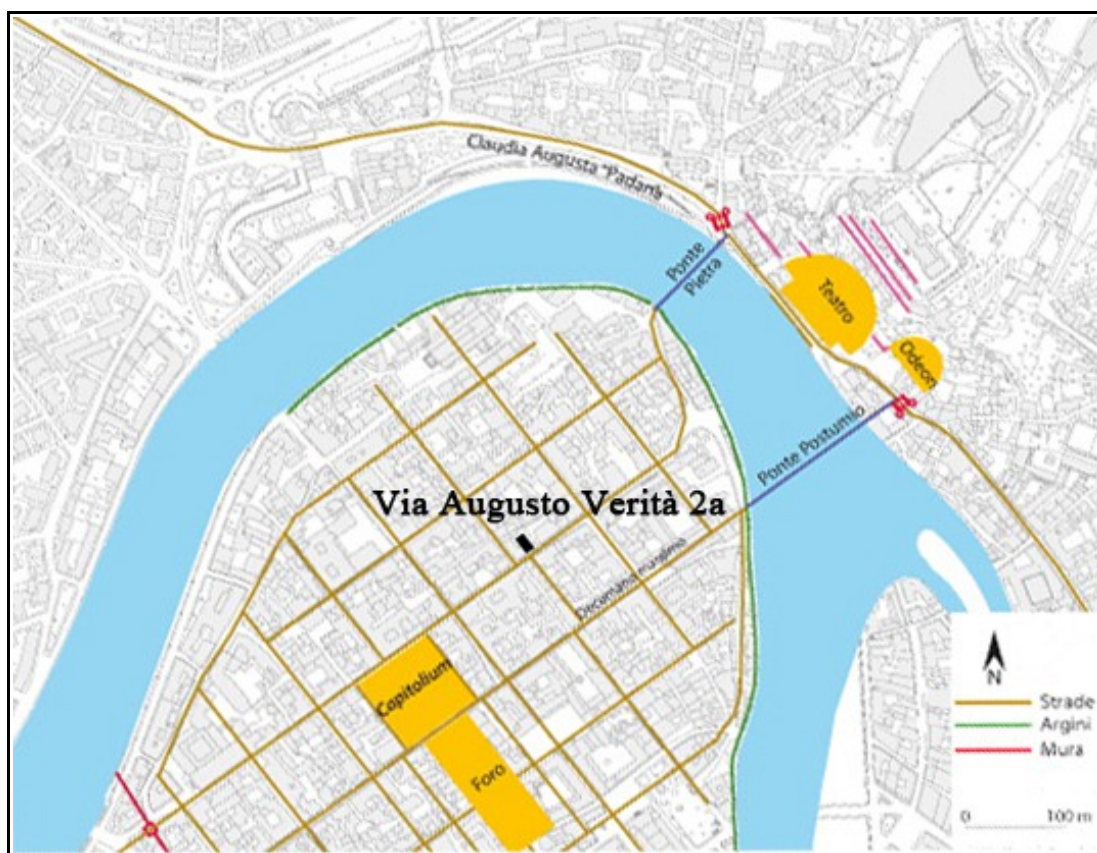 Claudia Augusta "Padana
Ponte
Pietra
Teatro
Odeon
Ponte Postumio
Via Augusto Verità 2a
Decumano massimo
Capitolium
Foro
N
Strade
Argini
Mura
0 100 m